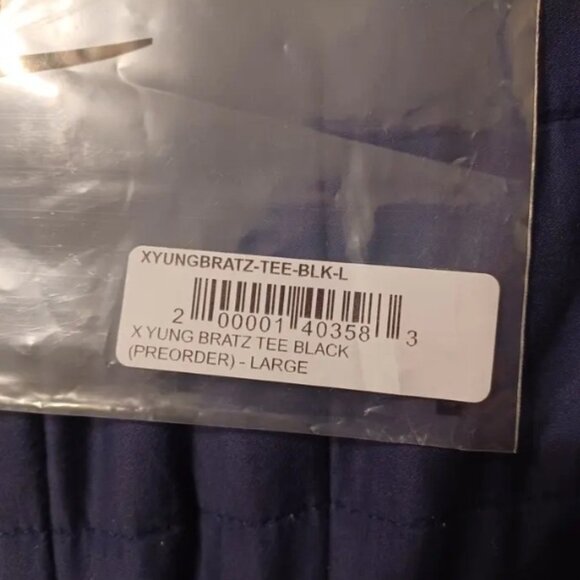 XYUNGBRATZ-TEE-BLK-L
2 00001 40358 3
X YUNG BRATZ TEE BLACK
(PREORDER) - LARGE